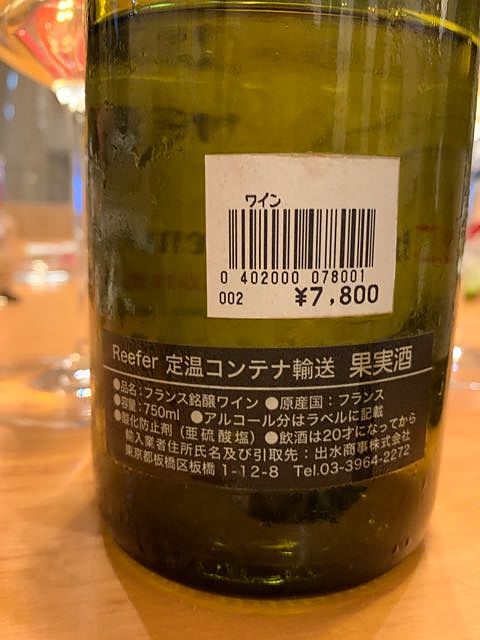 ワイン
0 402000 078001
002 ¥7,800
Reefer 定温コンテナ輸送 果実酒
●品名：フランス銘醸ワイン ●原産国：フランス
●容量：750ml ●アルコール分はラベルに記載
●酸化防止剤（亜硫酸塩）●飲酒は20才になってから
輸入業者住所氏名及び引取先：出水商事株式会社
東京都板橋区板橋 1-12-8 Tel.03-3964-2272